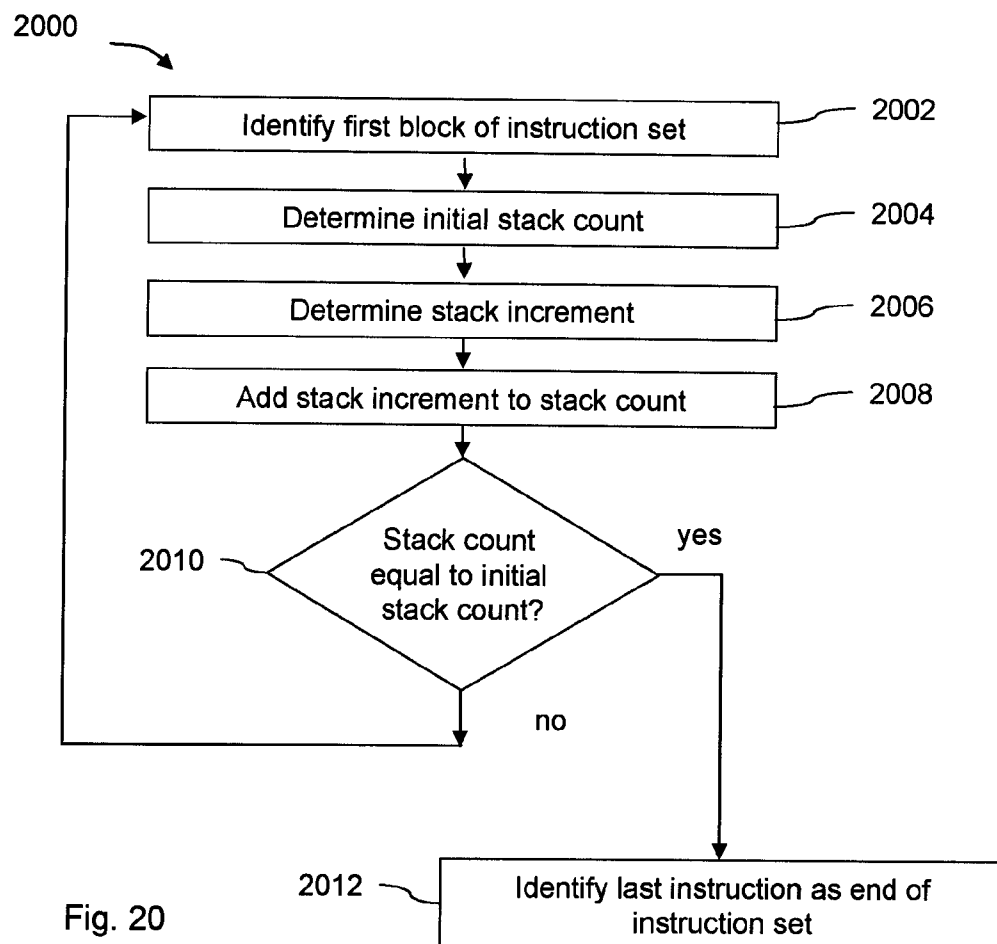 2000
Identify first block of instruction set
2002
Determine initial stack count
2004
Determine stack increment
2006
Add stack increment to stack count
2008
Stack count
equal to initial
stack count?
2010
yes
no
2012
Identify last instruction as end of
instruction set
Fig. 20